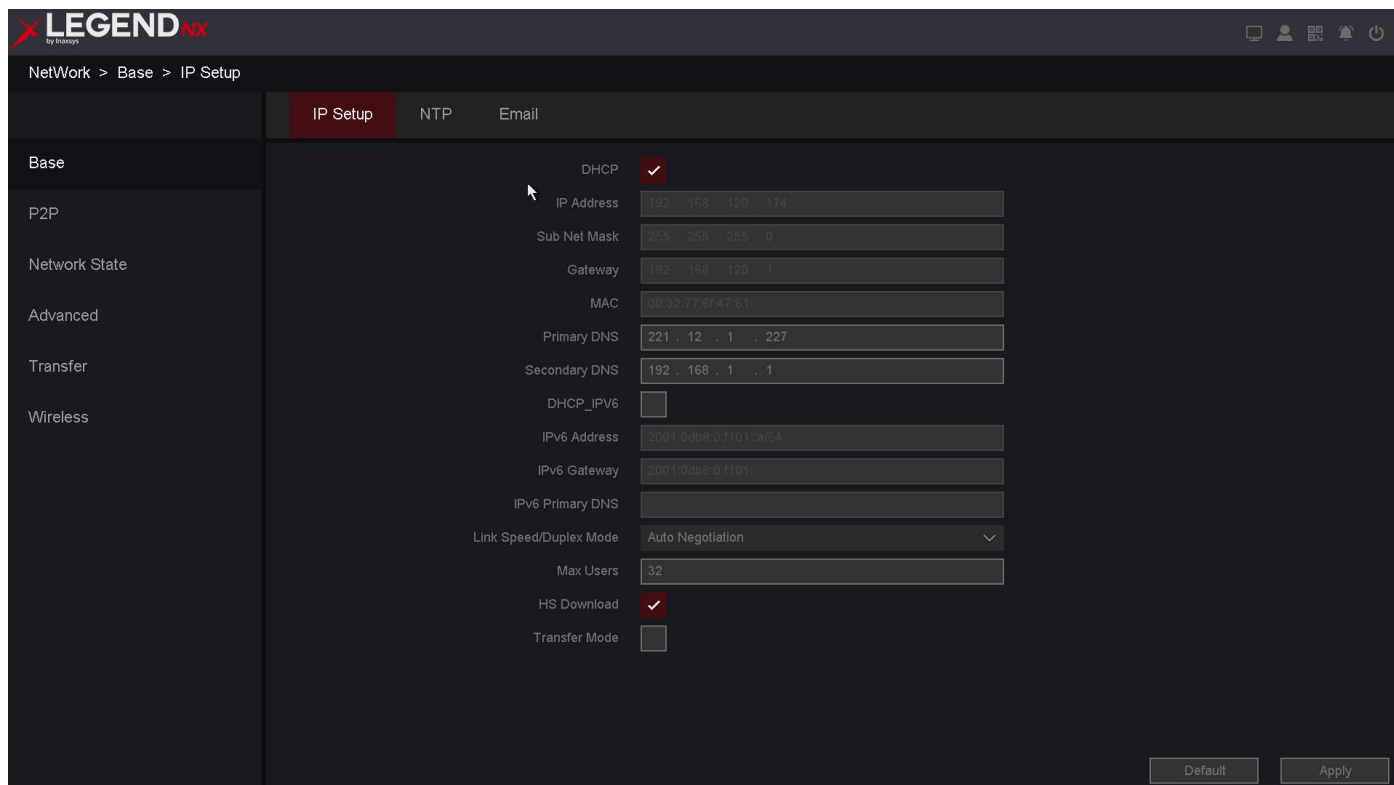 XLEGENDNX
by Inaxsys
NetWork > Base > IP Setup
IP Setup NTP Email
Base
P2P
Network State
Advanced
Transfer
Wireless
DHCP
IP Address 192 . 168 . 120 . 174
Sub Net Mask 255 . 255 . 255 . 0
Gateway 192 . 168 . 120 . 1
MAC 00:32:77:6f:47:61
Primary DNS 221 . 12 . 1 . 227
Secondary DNS 192 . 168 . 1 . 1
DHCP_IPV6
IPv6 Address 2001:0db8:0:f101::a/64
IPv6 Gateway 2001:0db8:0:f101::
IPv6 Primary DNS
Link Speed/Duplex Mode Auto Negotiation
Max Users 32
HS Download
Transfer Mode
Default Apply